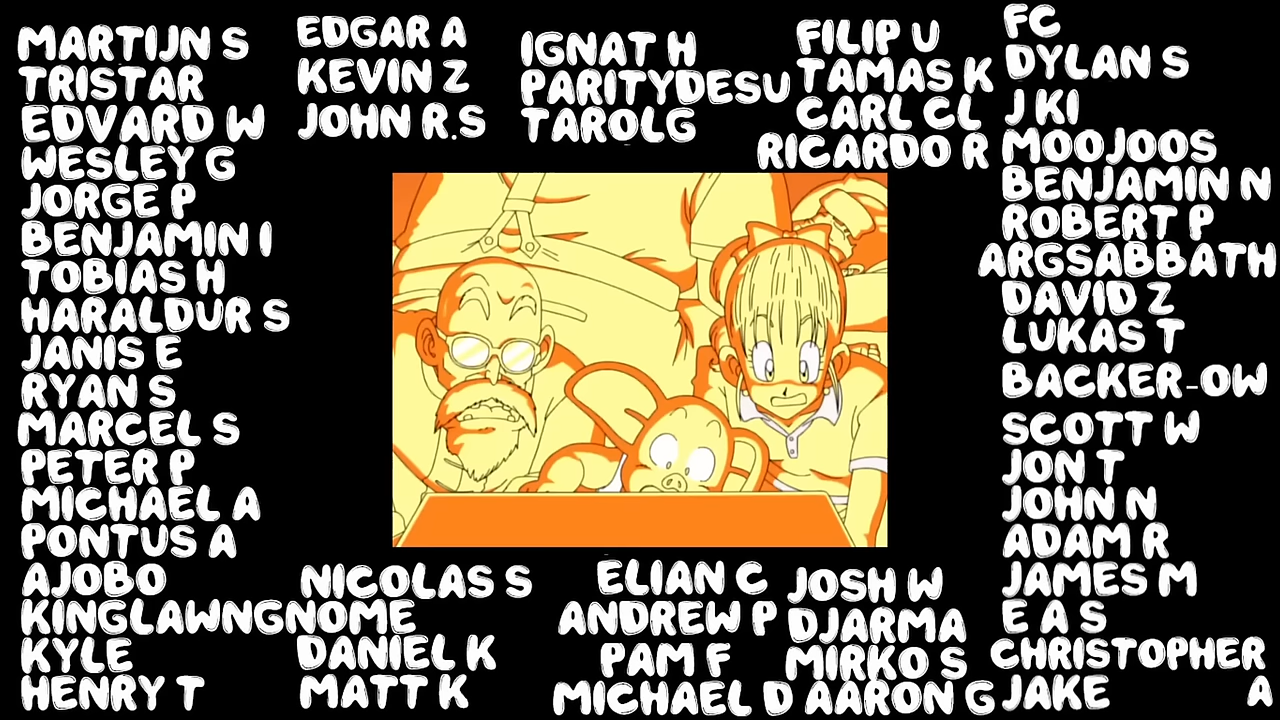 MARTIJN S
TRISTAR
EDVARD W
WESLEY G
JORGE P
BENJAMIN I
TOBIAS H
HARALDUR S
JANIS E
RYAN S
MARCEL S
PETER P
MICHAEL A
PONTUS A
AJOBO
KINGLAWNGNOME
KYLE
HENRY T
EDGAR A
KEVIN Z
JOHN R.S
NICOLAS S
DANIEL K
MATT K
IGNAT H
PARITYDESU
TAROLG
ELIAN C
ANDREW P
PAM F
MICHAEL D
FILIP U
TAMAS K
CARL CL
RICARDO R
JOSH W
DJARMA
MIRKO S
AARON G
FC
DYLAN S
J KI
MOOJOOS
BENJAMIN N
ROBERT P
ARGSABBATH
DAVID Z
LUKAS T
BACKER-OW
SCOTT W
JON T
JOHN N
ADAM R
JAMES M
E A S
CHRISTOPHER A
JAKE